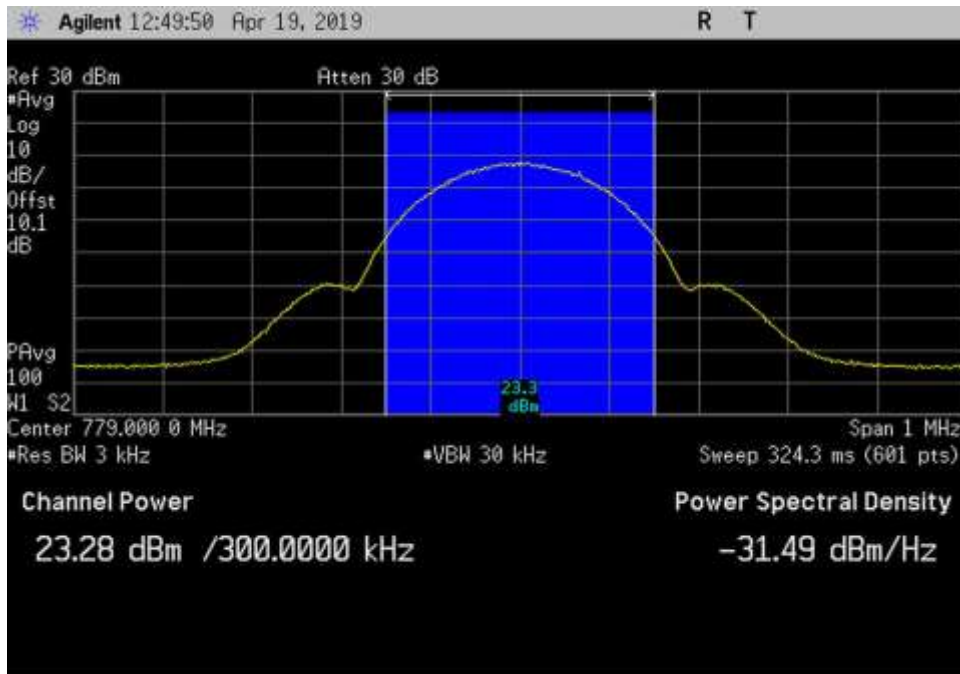 Agilent 12:49:50 Apr 19, 2019 R T
Ref 30 dBm Atten 30 dB
#Avg
Log
10
dB/
Offst
10.1
dB
PAvg
100
W1 S2
23.3
dBm
Center 779.000 0 MHz Span 1 MHz
#Res BW 3 kHz #VBW 30 kHz Sweep 324.3 ms (601 pts)
Channel Power Power Spectral Density
23.28 dBm /300.0000 kHz -31.49 dBm/Hz